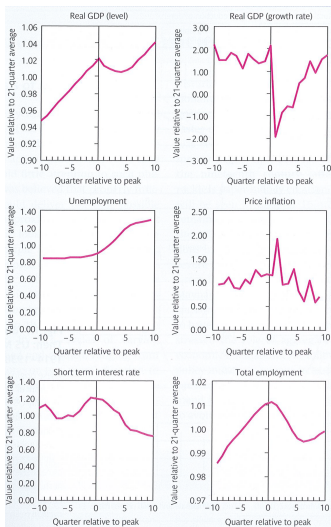 Real GDP (level)
Value relative to 21-quarter average
1.06
1.04
1.02
1.00
0.98
0.96
0.94
0.92
0.90
-10 -5 0 5 10
Quarter relative to peak
Real GDP (growth rate)
Value relative to 21-quarter average
3.00
2.00
1.00
0.00
-1.00
-2.00
-3.00
-10 -5 0 5 10
Quarter relative to peak
Unemployment
Value relative to 21-quarter average
1.40
1.20
1.00
0.80
0.60
0.40
0.20
0.00
-10 -5 0 5 10
Quarter relative to peak
Price inflation
Value relative to 21-quarter average
2.50
2.00
1.50
1.00
0.50
0.00
-10 -5 0 5 10
Quarter relative to peak
Short term interest rate
Value relative to 21-quarter average
1.40
1.20
1.00
0.80
0.60
0.40
0.20
0.00
-10 -5 0 5 10
Quarter relative to peak
Total employment
Value relative to 21-quarter average
1.02
1.01
1.00
0.99
0.98
0.97
-10 -5 0 5 10
Quarter relative to peak